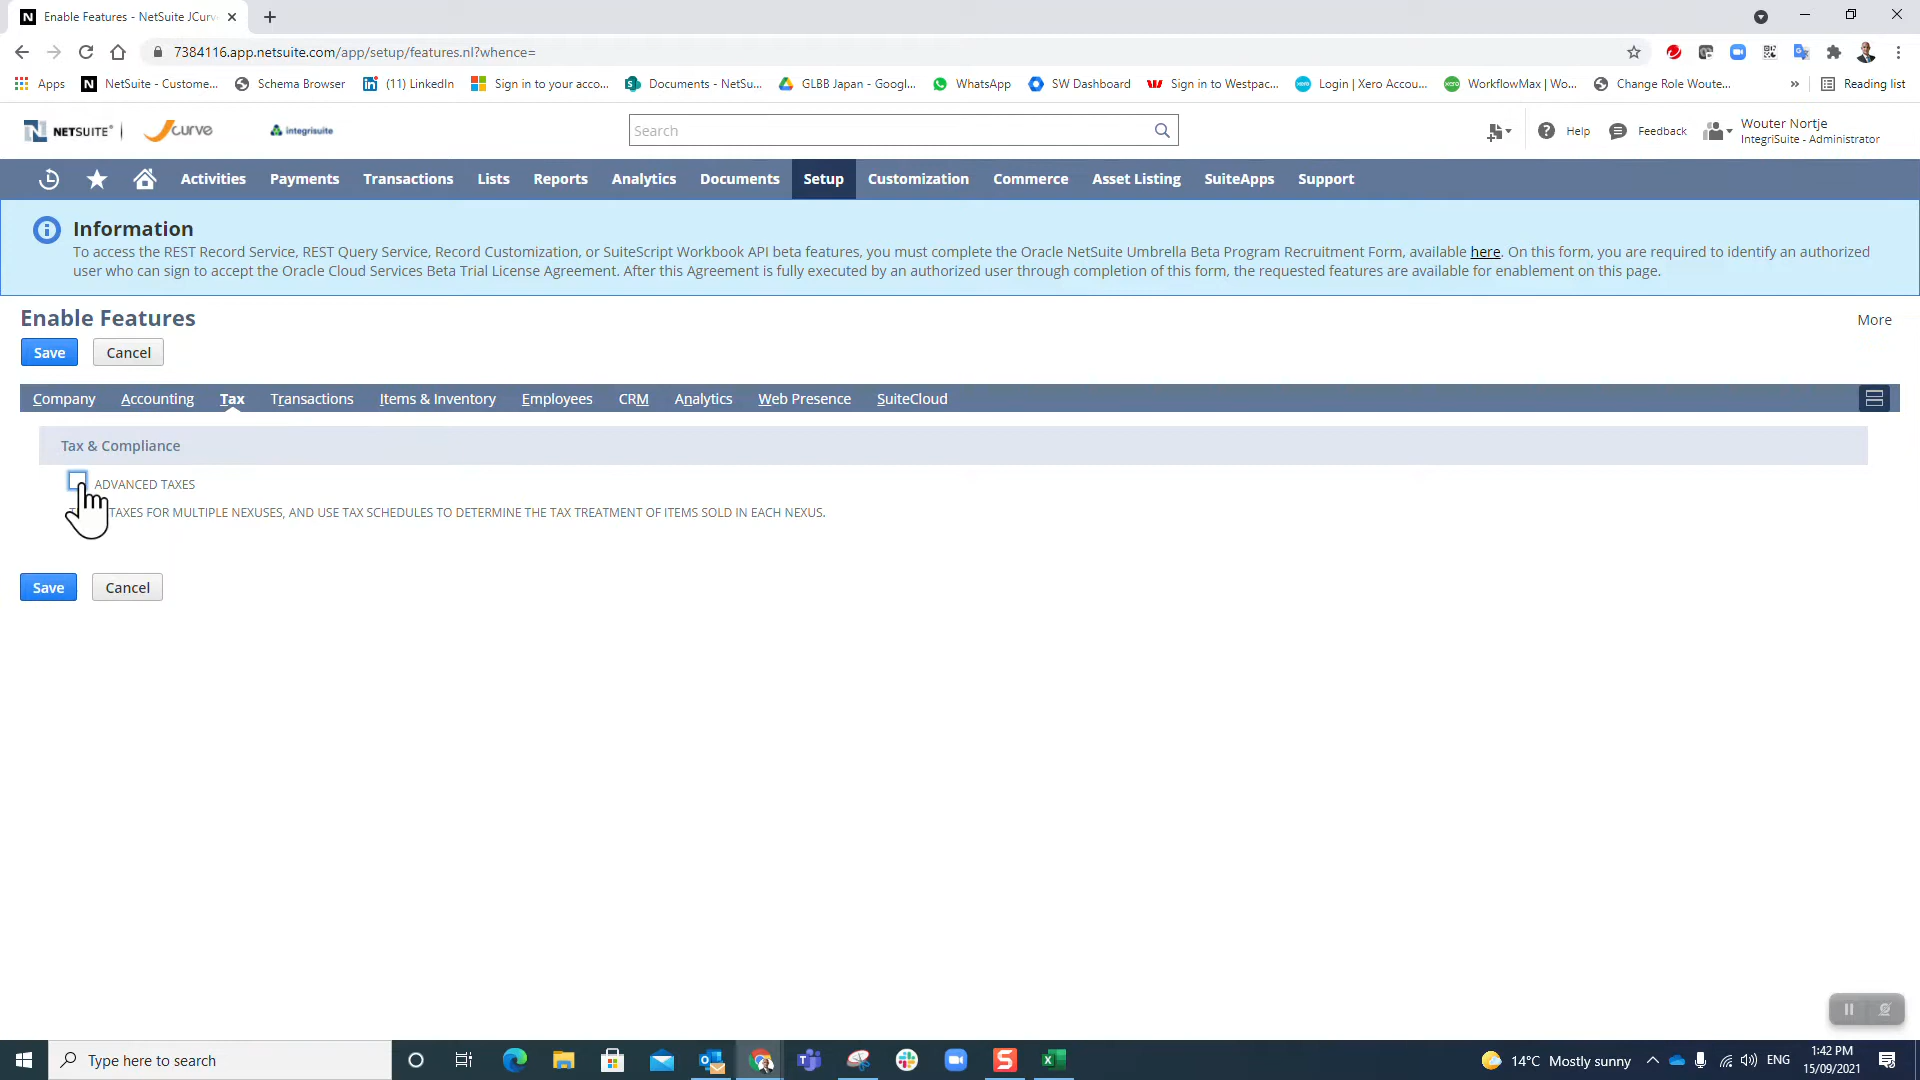 Enable Features - NetSuite JCurv
7384116.app.netsuite.com/app/setup/features.nl?whence=
Apps NetSuite - Custome... Schema Browser (11) LinkedIn Sign in to your acco... Documents - NetSu... GLBB Japan - Googl... WhatsApp SW Dashboard Sign in to Westpac... Login | Xero Accou... WorkflowMax | Wo... Change Role Woute... » Reading list
NETSUITE Jcurve integrisuite Search Help Feedback Wouter Nortje
IntegriSuite - Administrator
Activities Payments Transactions Lists Reports Analytics Documents Setup Customization Commerce Asset Listing SuiteApps Support
Information
To access the REST Record Service, REST Query Service, Record Customization, or SuiteScript Workbook API beta features, you must complete the Oracle NetSuite Umbrella Beta Program Recruitment Form, available here. On this form, you are required to identify an authorized
user who can sign to accept the Oracle Cloud Services Beta Trial License Agreement. After this Agreement is fully executed by an authorized user through completion of this form, the requested features are available for enablement on this page.
Enable Features More
Save Cancel
Company Accounting Tax Transactions Items & Inventory Employees CRM Analytics Web Presence SuiteCloud
Tax & Compliance
ADVANCED TAXES
TAXES FOR MULTIPLE NEXUSES, AND USE TAX SCHEDULES TO DETERMINE THE TAX TREATMENT OF ITEMS SOLD IN EACH NEXUS.
Save Cancel
Type here to search 14°C Mostly sunny ENG 1:42 PM
15/09/2021